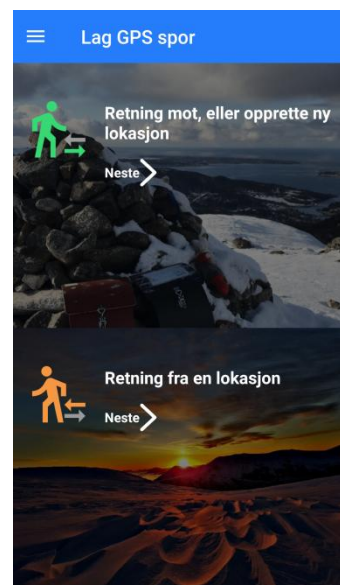 Lag GPS spor
Retning mot, eller opprette ny
lokasjon
Neste
Retning fra en lokasjon
Neste